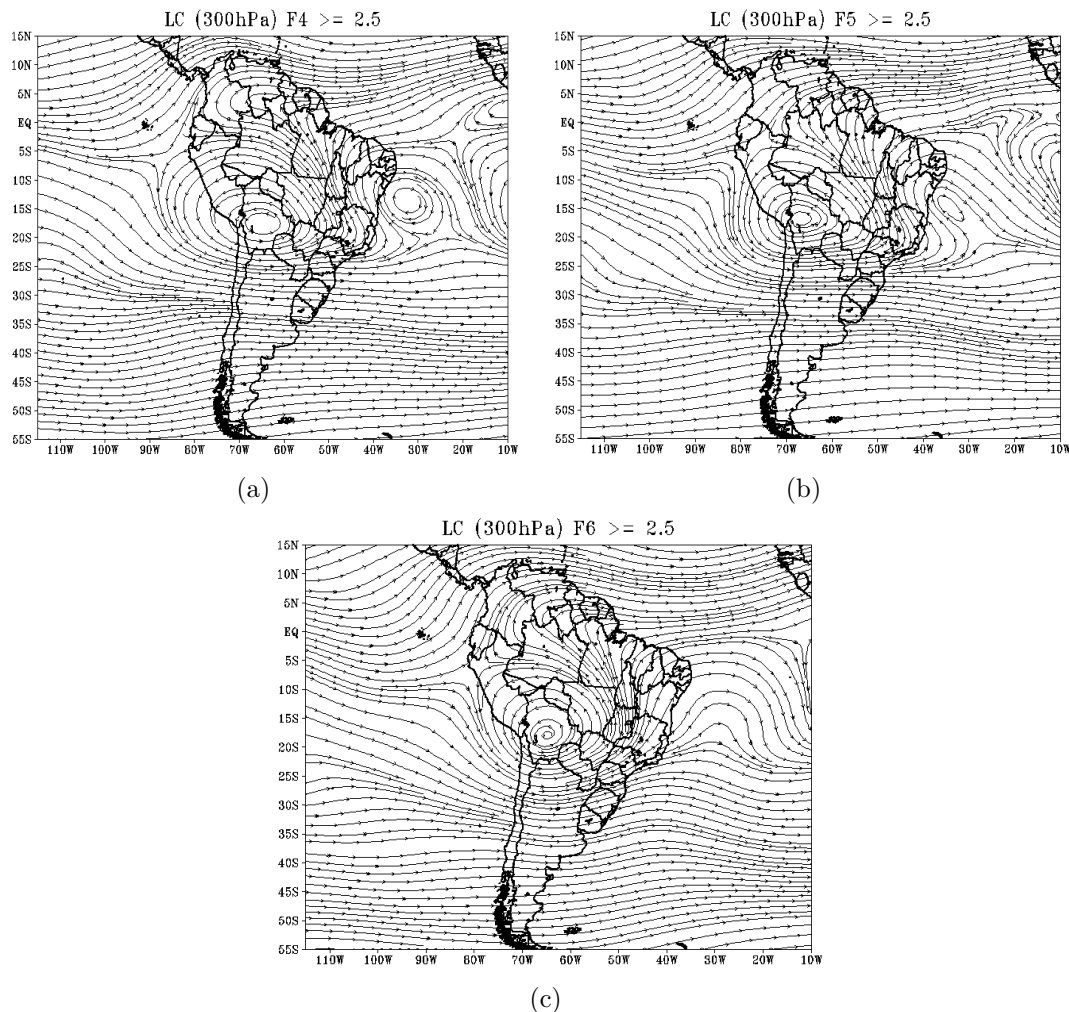 LC (300hPa) F4 >= 2.5
15N
10N
5N
EQ
5S
10S
15S
20S
25S
30S
35S
40S
45S
50S
55S
110W 100W 90W 80W 70W 60W 50W 40W 30W 20W 10W
(a)
LC (300hPa) F5 >= 2.5
15N
10N
5N
EQ
5S
10S
15S
20S
25S
30S
35S
40S
45S
50S
55S
110W 100W 90W 80W 70W 60W 50W 40W 30W 20W 10W
(b)
LC (300hPa) F6 >= 2.5
15N
10N
5N
EQ
5S
10S
15S
20S
25S
30S
35S
40S
45S
50S
55S
110W 100W 90W 80W 70W 60W 50W 40W 30W 20W 10W
(c)